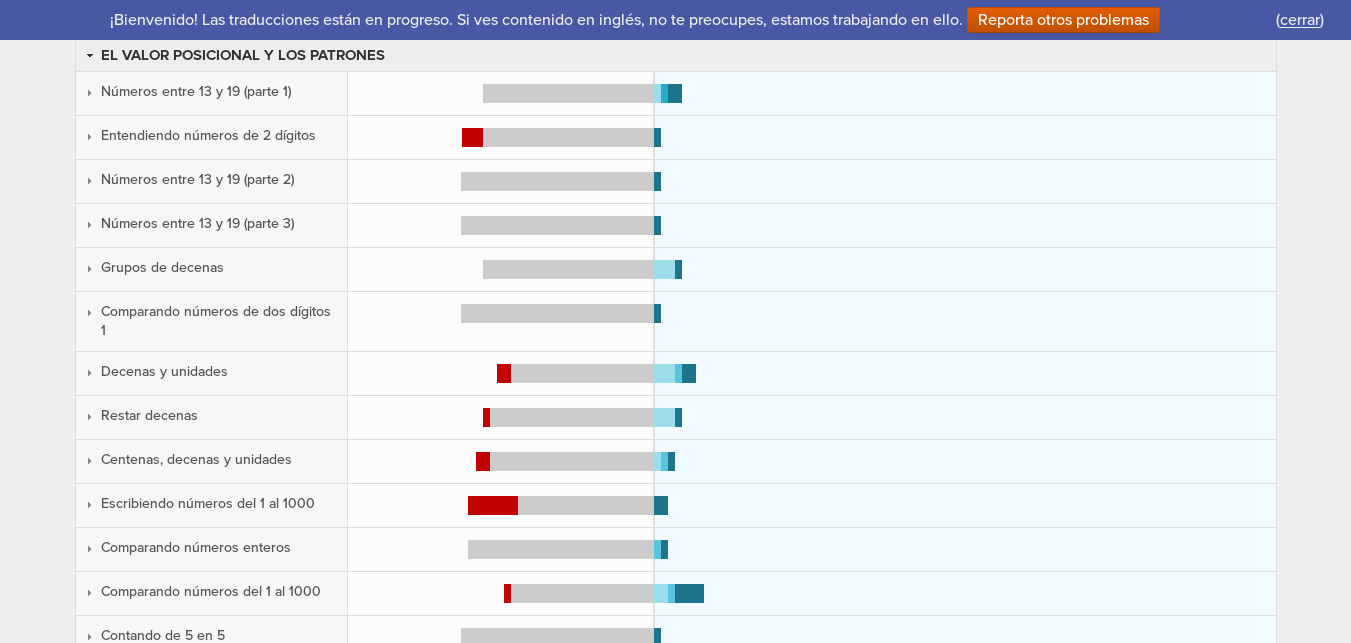 ¡Bienvenido! Las traducciones están en progreso. Si ves contenido en inglés, no te preocupes, estamos trabajando en ello. Reporta otros problemas (cerrar)
EL VALOR POSICIONAL Y LOS PATRONES
Números entre 13 y 19 (parte 1)
Entendiendo números de 2 dígitos
Números entre 13 y 19 (parte 2)
Números entre 13 y 19 (parte 3)
Grupos de decenas
Comparando números de dos dígitos
1
Decenas y unidades
Restar decenas
Centenas, decenas y unidades
Escribiendo números del 1 al 1000
Comparando números enteros
Comparando números del 1 al 1000
Contando de 5 en 5